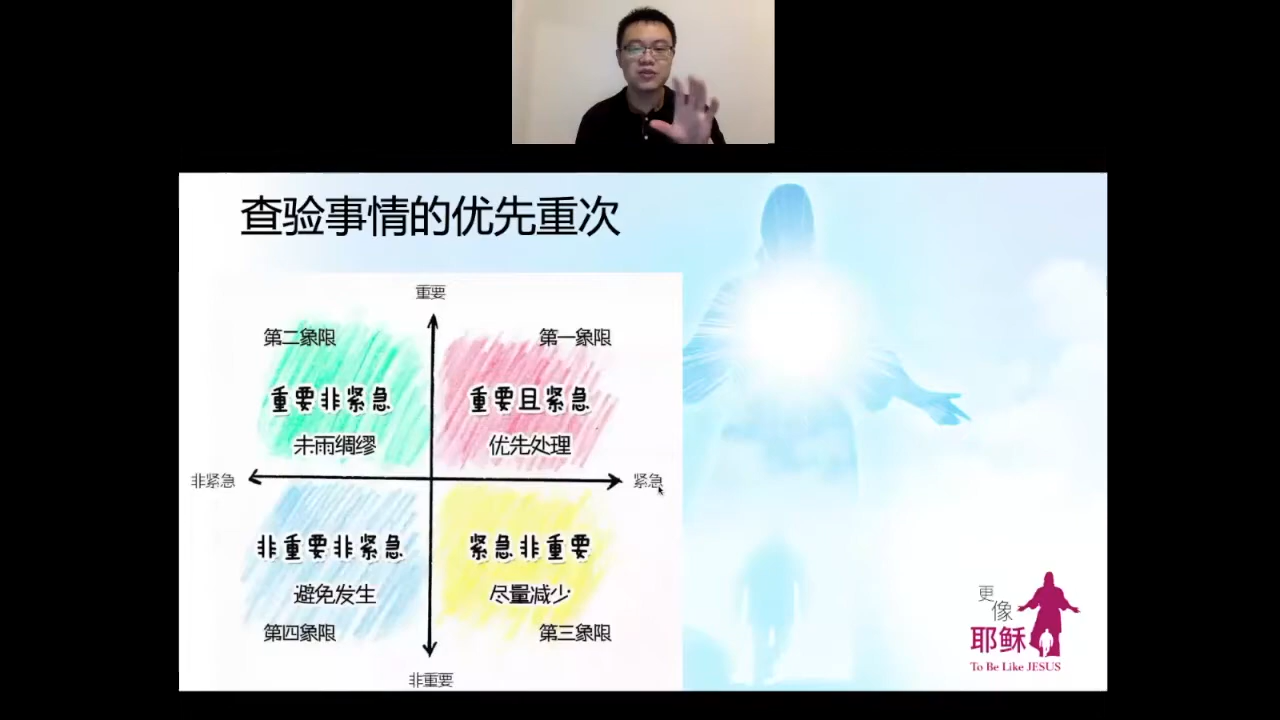 查验事情的优先重次
重要
第二象限
第一象限
重要非紧急
重要且紧急
未雨绸缪
优先处理
非紧急
紧急
非重要非紧急
紧急非重要
避免发生
尽量减少
第四象限
第三象限
非重要
更
像
耶稣
To Be Like JESUS